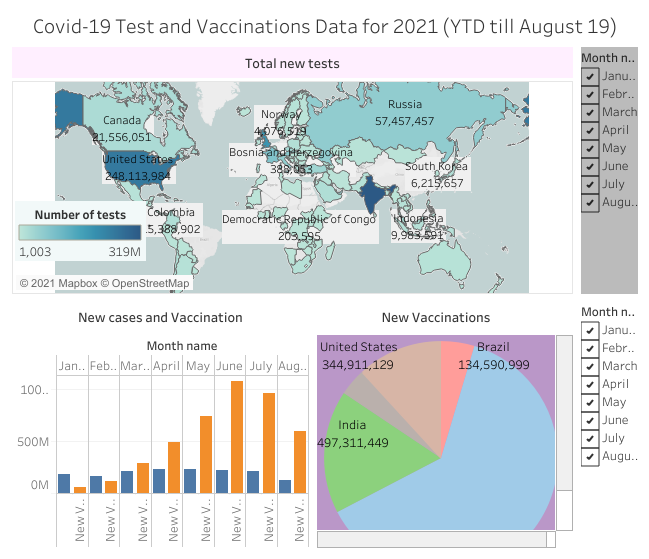 Covid-19 Test and Vaccinations Data for 2021 (YTD till August 19)
Total new tests
Month n..
Janu..
Febr..
March
April
May
June
July
Augu..
Canada
21,556,051
Norway
4,076,519
Russia
57,457,457
United States
248,113,984
Bosnia and Herzegovina
South Korea
6,215,657
Number of tests
1,003
319M
Colombia
5,388,902
Democratic Republic of Congo
203,595
Indonesia
9,983,591
© 2021 Mapbox © OpenStreetMap
New cases and Vaccination
Month name
Jan..
Feb..
Mar..
April
May
June
July
Aug..
100..
500M
0M
New V..
New V..
New V..
New V..
New V..
New V..
New V..
New V..
New Vaccinations
United States
344,911,129
Brazil
134,590,999
India
497,311,449
Month n..
Janu..
Febr..
March
April
May
June
July
Augu..